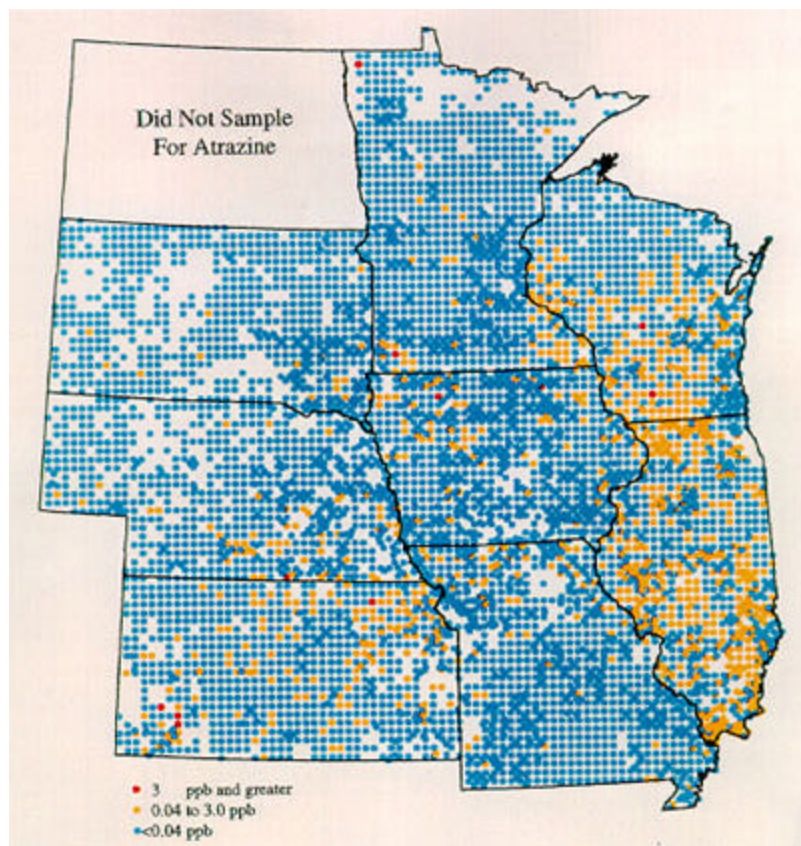 Did Not Sample
For Atrazine
3 ppb and greater
0.04 to 3.0 ppb
<0.04 ppb